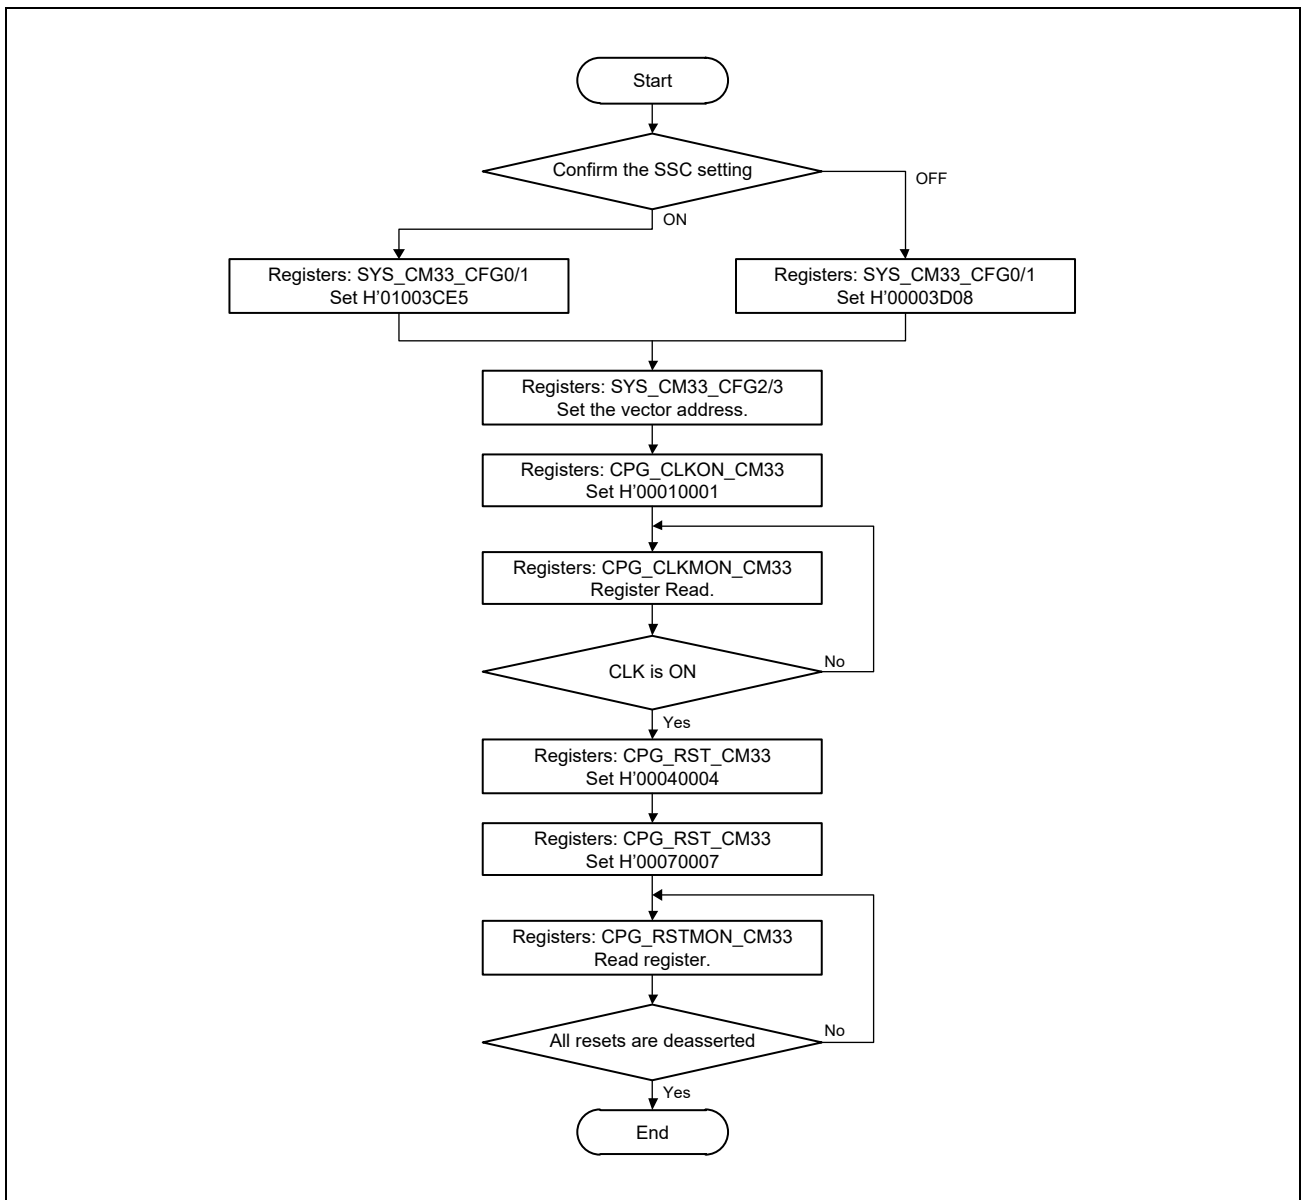 Start
Confirm the SSC setting
OFF
ON
Registers: SYS_CM33_CFG0/1
Set H’01003CE5
Registers: SYS_CM33_CFG0/1
Set H’00003D08
Registers: SYS_CM33_CFG2/3
Set the vector address.
Registers: CPG_CLKON_CM33
Set H’00010001
Registers: CPG_CLKMON_CM33
Register Read.
CLK is ON
No
Yes
Registers: CPG_RST_CM33
Set H’00040004
Registers: CPG_RST_CM33
Set H’00070007
Registers: CPG_RSTMON_CM33
Read register.
All resets are deasserted
No
Yes
End